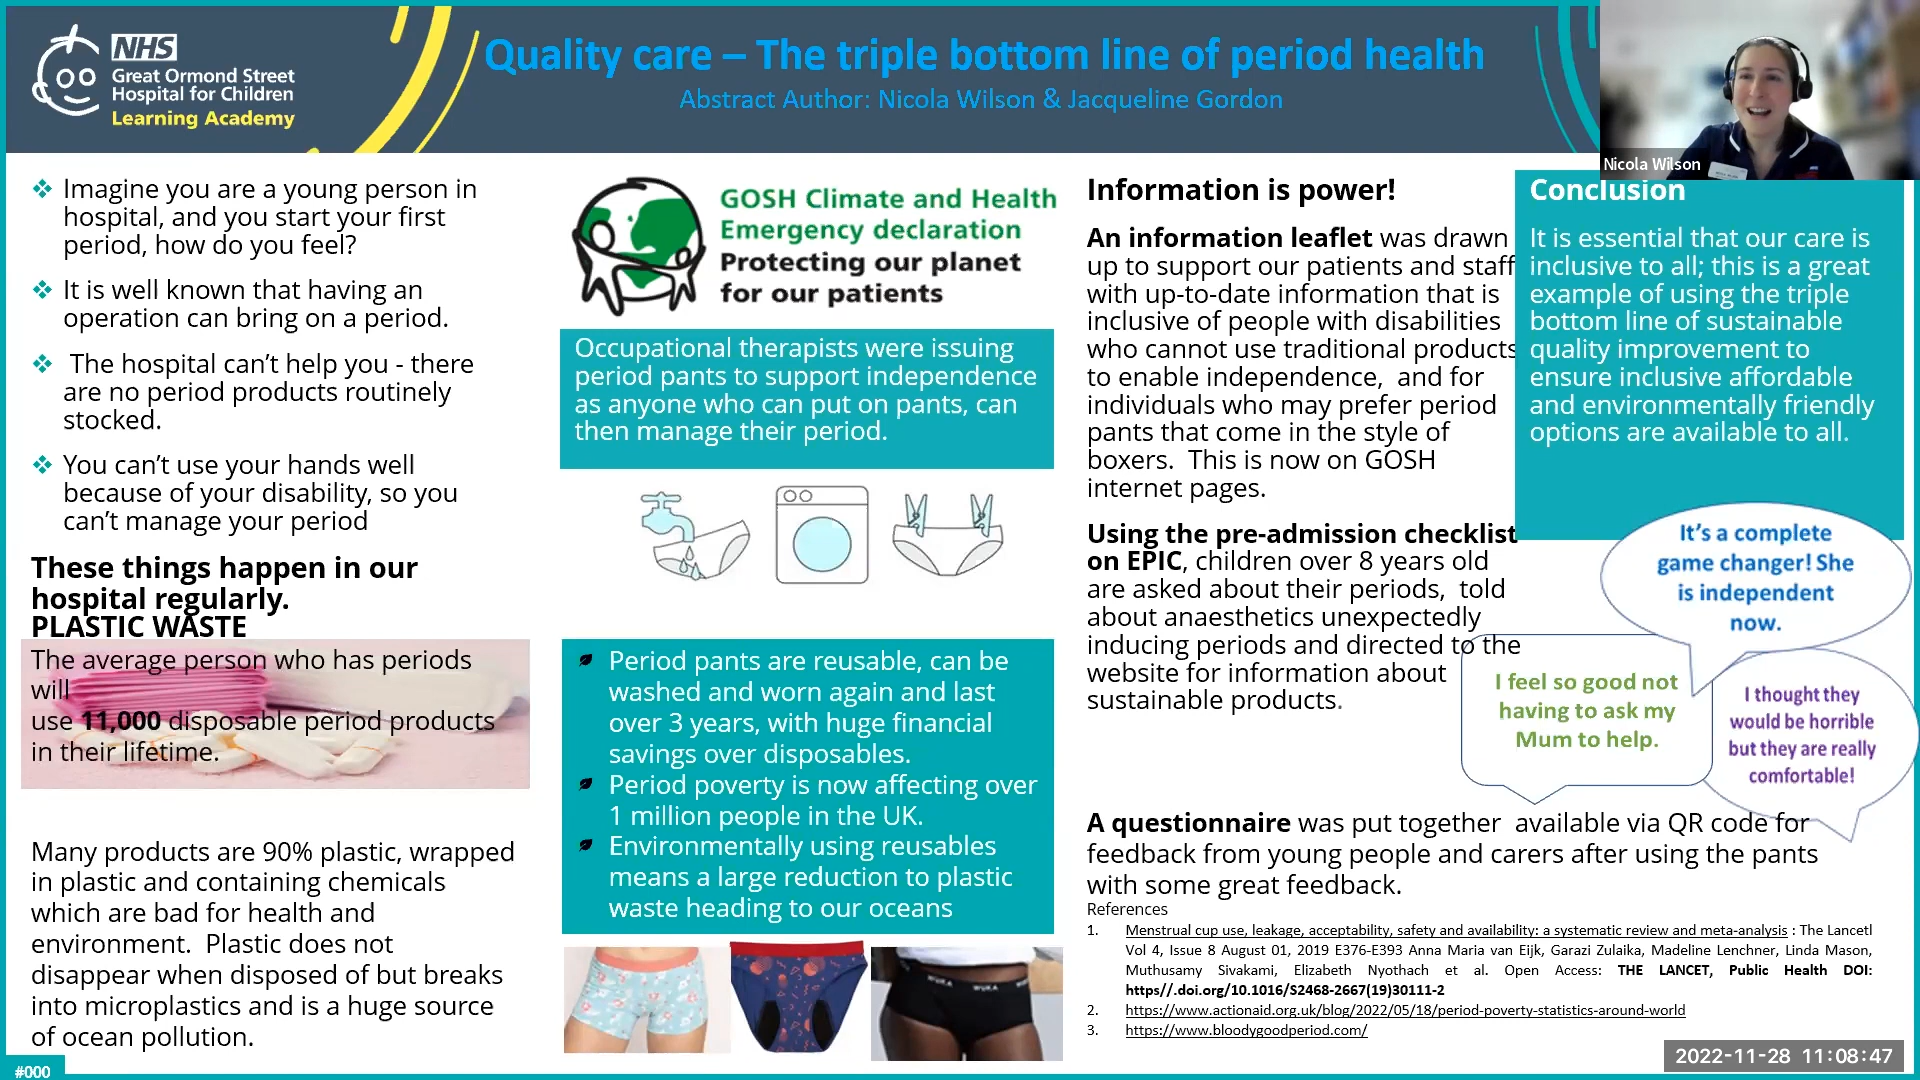 NHS
Great Ormond Street
Hospital for Children
Learning Academy
Quality care – The triple bottom line of period health
Abstract Author: Nicola Wilson & Jacqueline Gordon
Nicola Wilson
Imagine you are a young person in
hospital, and you start your first
period, how do you feel?
It is well known that having an
operation can bring on a period.
The hospital can’t help you - there
are no period products routinely
stocked.
You can’t use your hands well
because of your disability, so you
can’t manage your period
These things happen in our
hospital regularly.
PLASTIC WASTE
The average person who has periods
will
use 11,000 disposable period products
in their lifetime.
Many products are 90% plastic, wrapped
in plastic and containing chemicals
which are bad for health and
environment.  Plastic does not
disappear when disposed of but breaks
into microplastics and is a huge source
of ocean pollution.
#000
GOSH Climate and Health
Emergency declaration
Protecting our planet
for our patients
Occupational therapists were issuing
period pants to support independence
as anyone who can put on pants, can
then manage their period.
Period pants are reusable, can be
washed and worn again and last
over 3 years, with huge financial
savings over disposables.
Period poverty is now affecting over
1 million people in the UK.
Environmentally using reusables
means a large reduction to plastic
waste heading to our oceans
WUKA WUKA
Information is power!
An information leaflet was drawn
up to support our patients and staff
with up-to-date information that is
inclusive of people with disabilities
who cannot use traditional products
to enable independence,  and for
individuals who may prefer period
pants that come in the style of
boxers.  This is now on GOSH
internet pages.
Using the pre-admission checklist
on EPIC, children over 8 years old
are asked about their periods,  told
about anaesthetics unexpectedly
inducing periods and directed to the
website for information about
sustainable products.
Conclusion
It is essential that our care is
inclusive to all; this is a great
example of using the triple
bottom line of sustainable
quality improvement to
ensure inclusive affordable
and environmentally friendly
options are available to all.
It’s a complete
game changer! She
is independent
now.
I feel so good not
having to ask my
Mum to help.
I thought they
would be horrible
but they are really
comfortable!
A questionnaire was put together  available via QR code for
feedback from young people and carers after using the pants
with some great feedback.
References
1. Menstrual cup use, leakage, acceptability, safety and availability: a systematic review and meta-analysis : The Lancetl
Vol 4, Issue 8 August 01, 2019 E376-E393 Anna Maria van Eijk, Garazi Zulaika, Madeline Lenchner, Linda Mason,
Muthusamy Sivakami, Elizabeth Nyothach et al. Open Access: THE LANCET, Public Health DOI:
https//.doi.org/10.1016/S2468-2667(19)30111-2
2. https://www.actionaid.org.uk/blog/2022/05/18/period-poverty-statistics-around-world
3. https://www.bloodygoodperiod.com/
2022-11-28 11:08:47